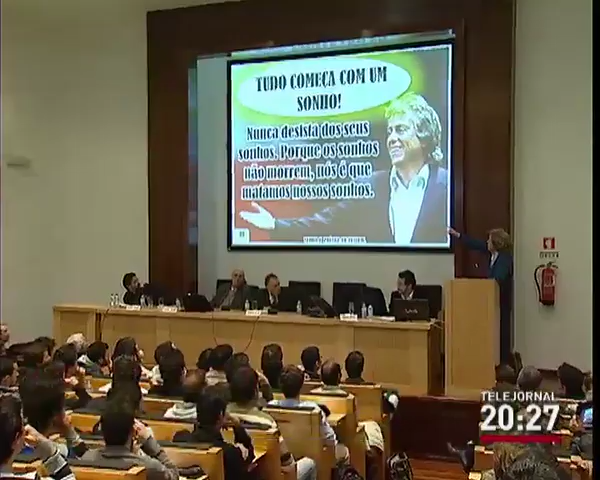 TUDO COMEÇA COM UM
SONHO!
Nunca desista dos seus
sonhos. Porque os sonhos
não morrem, nós é que
matamos nossos sonhos.
TELEJORNAL
20:27